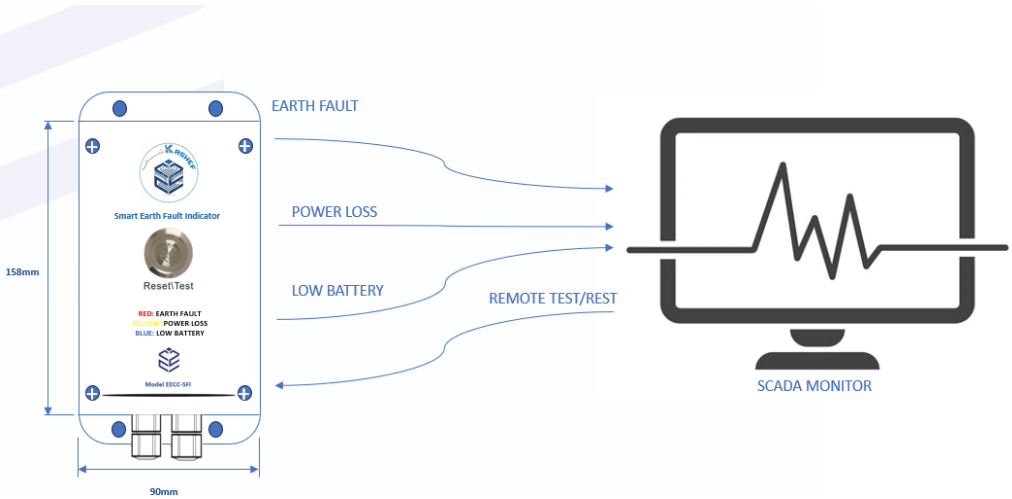 EARTH FAULT
KASHEF
Smart Earth Fault Indicator
POWER LOSS
158mm
Reset\Test
LOW BATTERY
REMOTE TEST/REST
RED: EARTH FAULT
YELLOW: POWER LOSS
BLUE: LOW BATTERY
Model EECC-SFI
SCADA MONITOR
90mm